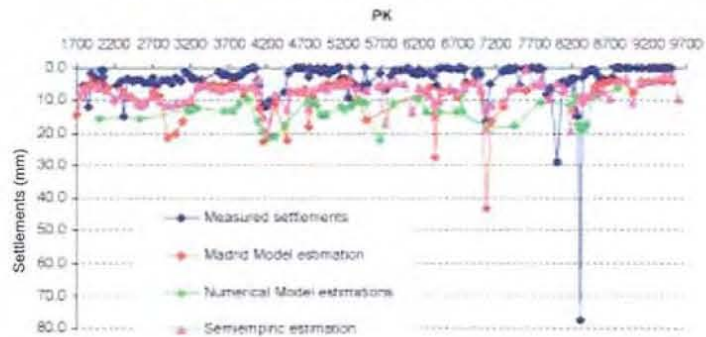 PK
1700 2200 2700 3200 3700 4200 4700 5200 5700 6200 6700 7200 7700 8200 8700 9200 9700
0.0
10.0
20.0
30.0
40.0
50.0
60.0
70.0
80.0
Settlements (mm)
Measured settlements
Madrid Model estimation
Numerical Model estimations
Semiempiric estimation